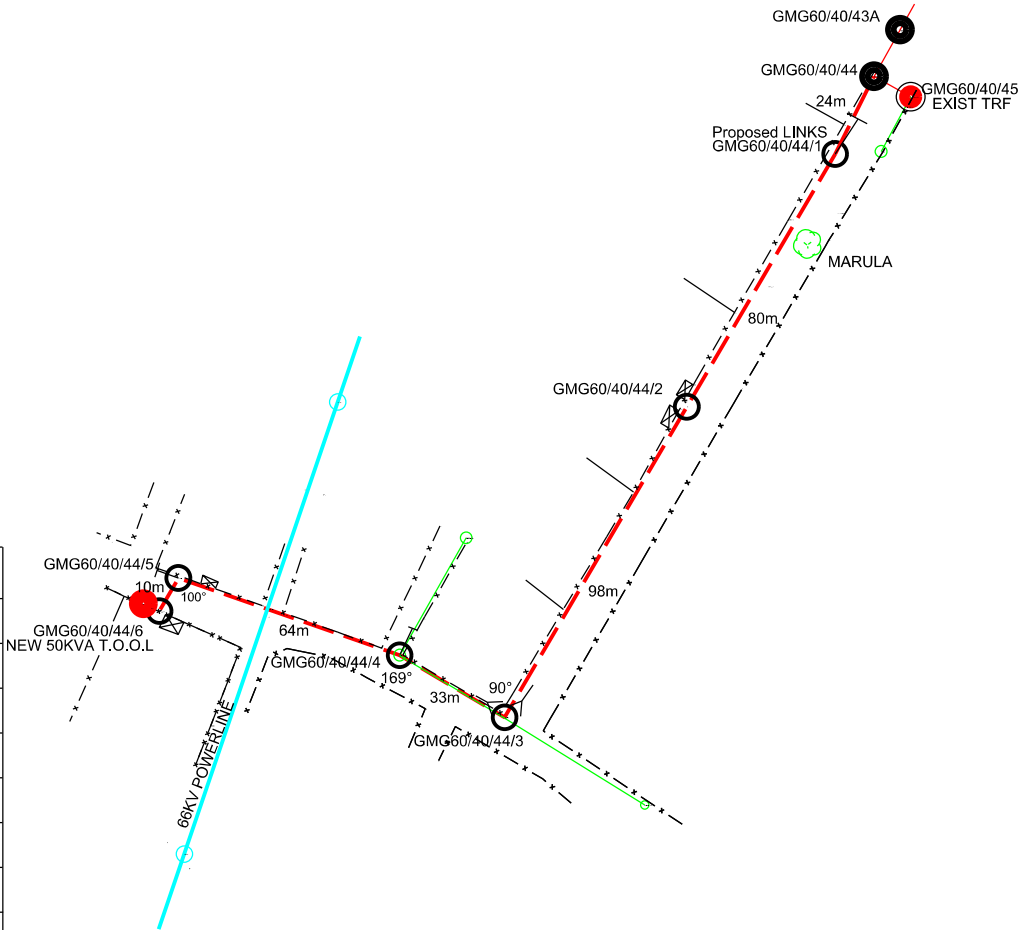 GMG60/40/43A
GMG60/40/44
GMG60/40/45
EXIST TRF
24m
Proposed LINKS
GMG60/40/44/1
MARULA
80m
GMG60/40/44/2
GMG60/40/44/5
10m
100°
98m
GMG60/40/44/6
NEW 50KVA T.O.O.L
64m
GMG60/40/44/4
169°
33m
90°
GMG60/40/44/3
66KV POWERLINE